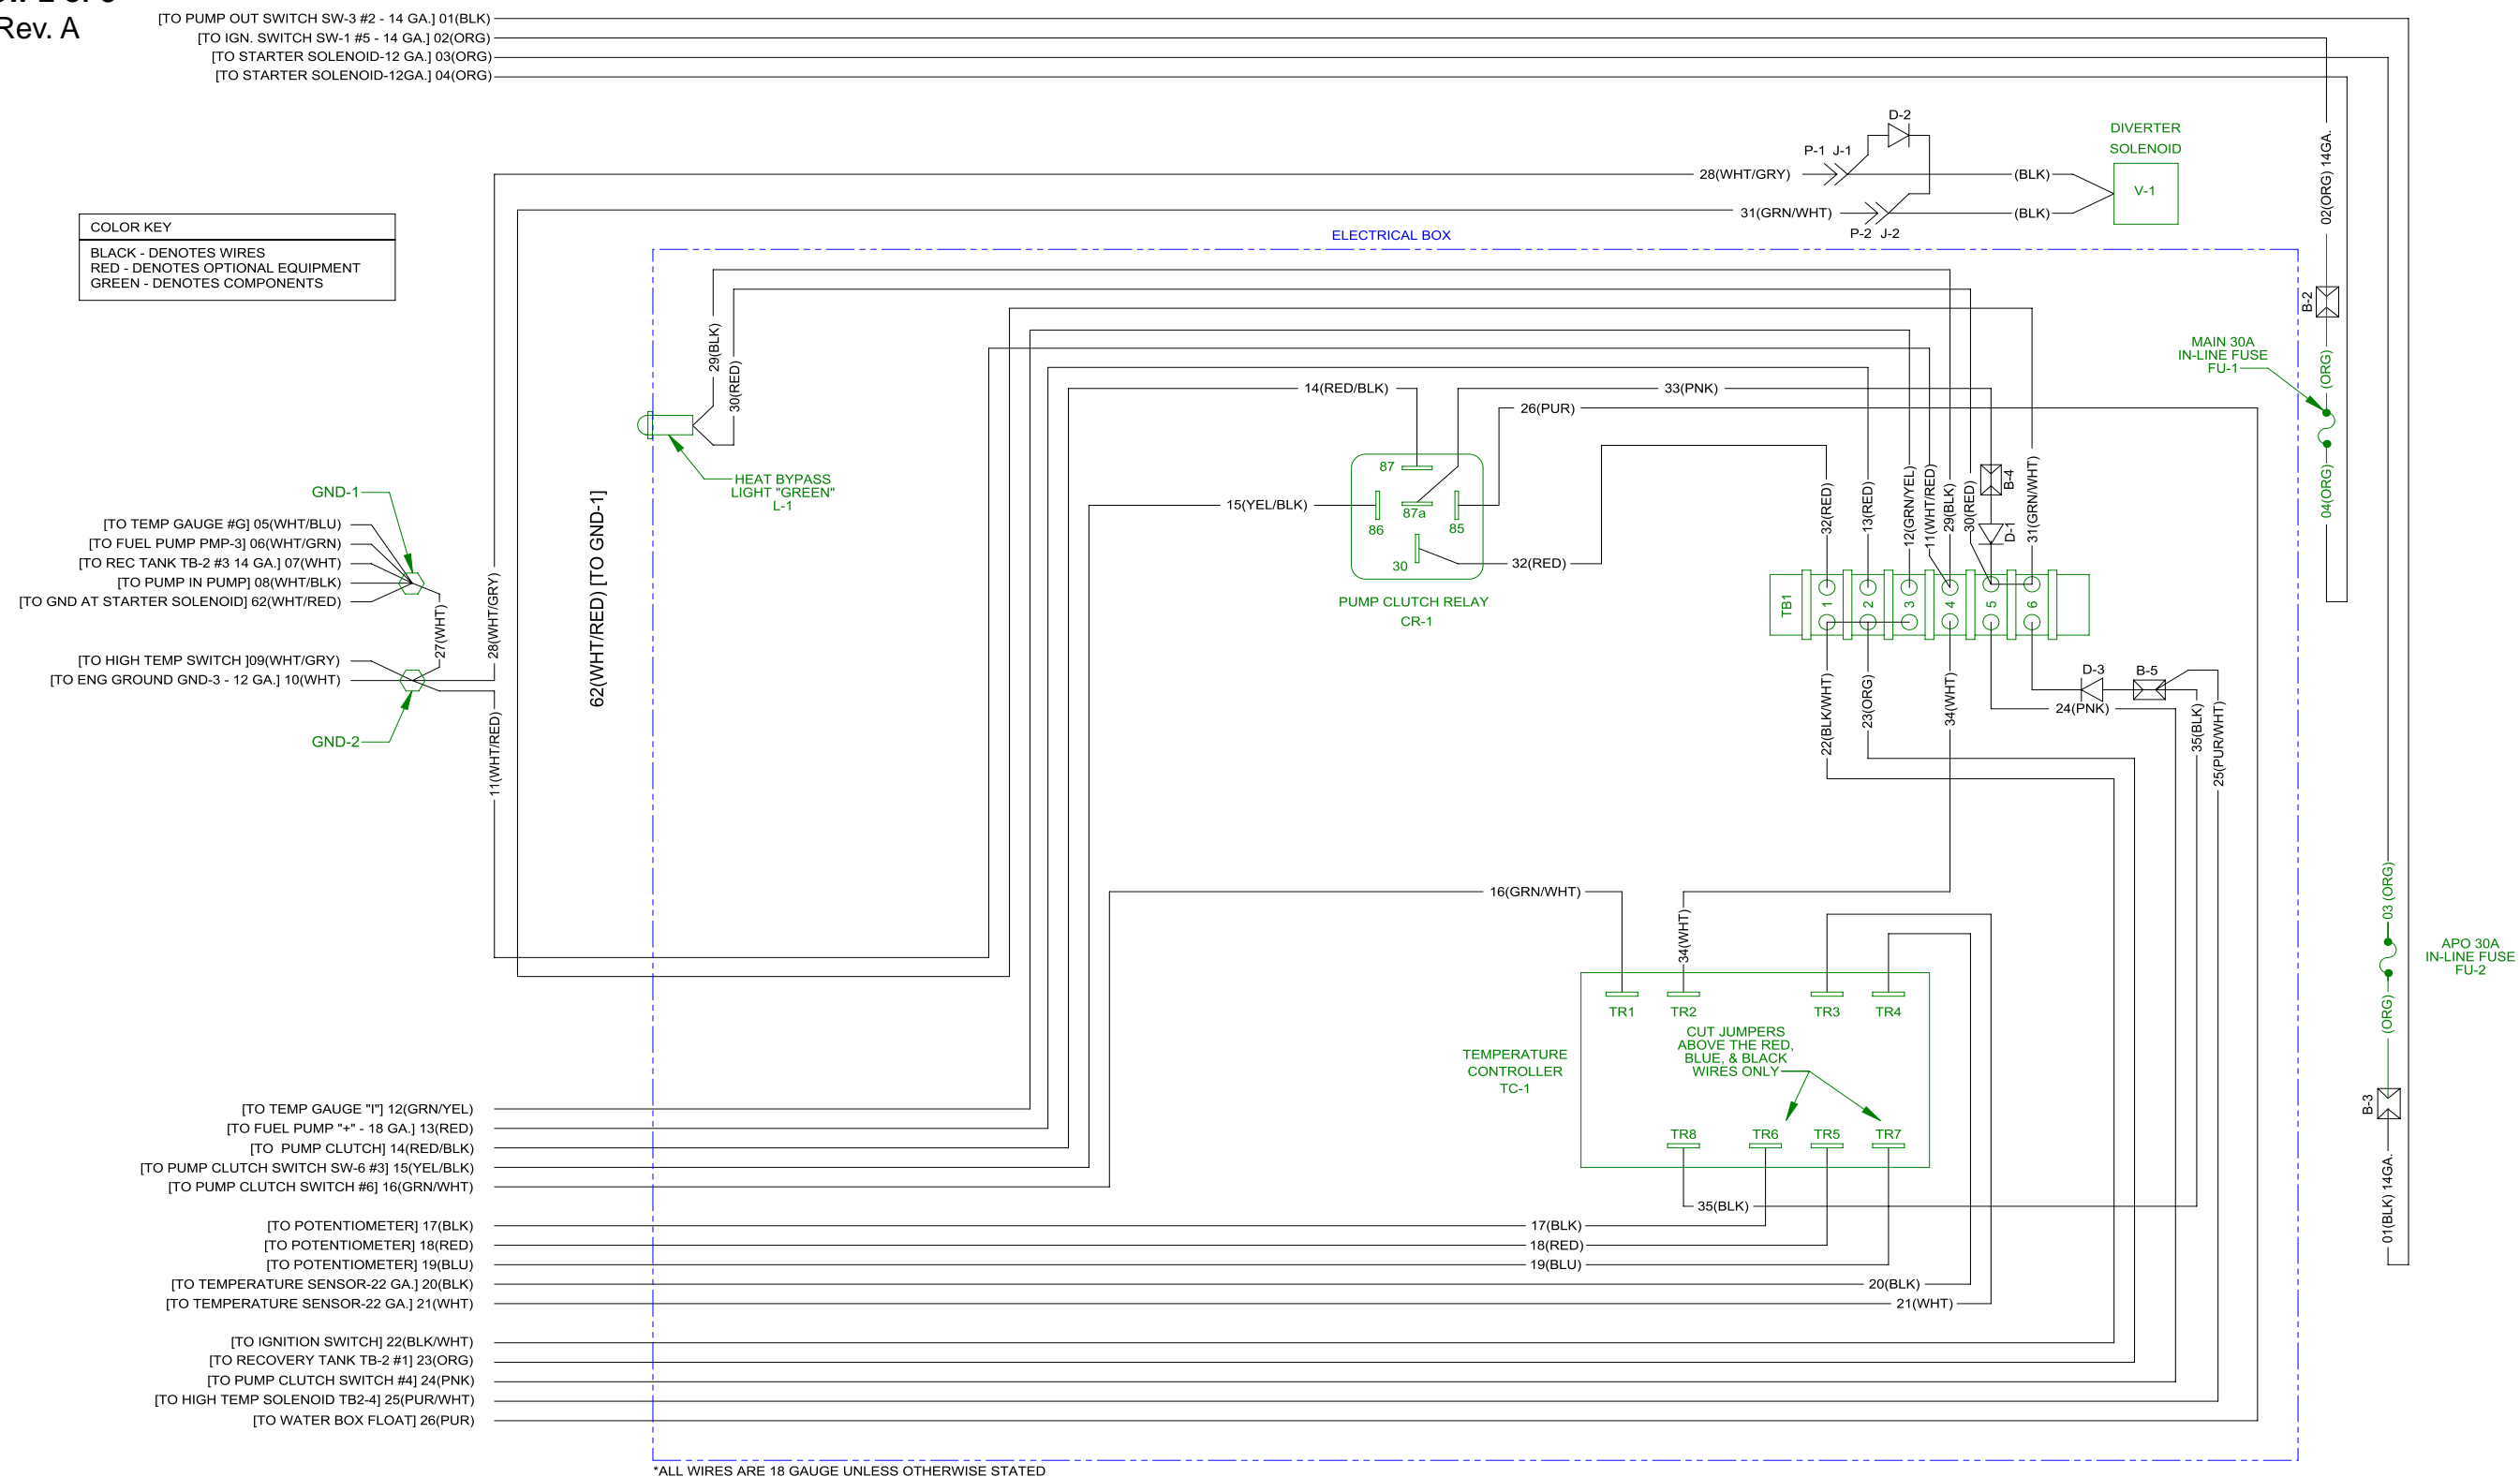 Rev. A
[TO PUMP OUT SWITCH SW-3 #2 - 14 GA.] 01(BLK)
[TO IGN. SWITCH SW-1 #5 - 14 GA.] 02(ORG)
[TO STARTER SOLENOID-12 GA.] 03(ORG)
[TO STARTER SOLENOID-12GA.] 04(ORG)
D-2
P-1 J-1
28(WHT/GRY)
(BLK)
31(GRN/WHT)
(BLK)
P-2 J-2
DIVERTER
SOLENOID
V-1
02(ORG) 14GA.
COLOR KEY
BLACK - DENOTES WIRES
RED - DENOTES OPTIONAL EQUIPMENT
GREEN - DENOTES COMPONENTS
ELECTRICAL BOX
B-2
MAIN 30A
IN-LINE FUSE
FU-1
(ORG)
04(ORG)
29(BLK)
30(RED)
HEAT BYPASS
LIGHT "GREEN"
L-1
14(RED/BLK)
33(PNK)
26(PUR)
15(YEL/BLK)
87
87a
86
85
30
32(RED)
PUMP CLUTCH RELAY
CR-1
32(RED)
13(RED)
12(GRN/YEL)
11(WHT/RED)
29(BLK)
30(RED)
B-4
D-1
31(GRN/WHT)
TB1
1
2
3
4
5
6
GND-1
[TO TEMP GAUGE #G] 05(WHT/BLU)
[TO FUEL PUMP PMP-3] 06(WHT/GRN)
[TO REC TANK TB-2 #3 14 GA.] 07(WHT)
[TO PUMP IN PUMP] 08(WHT/BLK)
[TO GND AT STARTER SOLENOID] 62(WHT/RED)
27(WHT)
28(WHT/GRY)
62(WHT/RED) [TO GND-1]
[TO HIGH TEMP SWITCH ]09(WHT/GRY)
[TO ENG GROUND GND-3 - 12 GA.] 10(WHT)
GND-2
11(WHT/RED)
22(BLK/WHT)
23(ORG)
34(WHT)
D-3
B-5
24(PNK)
35(BLK)
25(PUR/WHT)
16(GRN/WHT)
34(WHT)
03 (ORG)
APO 30A
IN-LINE FUSE
FU-2
(ORG)
B-3
01(BLK) 14GA.
TR1
TR2
TR3
TR4
CUT JUMPERS
ABOVE THE RED,
BLUE, & BLACK
WIRES ONLY
TEMPERATURE
CONTROLLER
TC-1
TR8
TR6
TR5
TR7
[TO TEMP GAUGE "I"] 12(GRN/YEL)
[TO FUEL PUMP "+" - 18 GA.] 13(RED)
[TO PUMP CLUTCH] 14(RED/BLK)
[TO PUMP CLUTCH SWITCH SW-6 #3] 15(YEL/BLK)
[TO PUMP CLUTCH SWITCH #6] 16(GRN/WHT)
35(BLK)
[TO POTENTIOMETER] 17(BLK)
17(BLK)
[TO POTENTIOMETER] 18(RED)
18(RED)
[TO POTENTIOMETER] 19(BLU)
19(BLU)
[TO TEMPERATURE SENSOR-22 GA.] 20(BLK)
20(BLK)
[TO TEMPERATURE SENSOR-22 GA.] 21(WHT)
21(WHT)
[TO IGNITION SWITCH] 22(BLK/WHT)
[TO RECOVERY TANK TB-2 #1] 23(ORG)
[TO PUMP CLUTCH SWITCH #4] 24(PNK)
[TO HIGH TEMP SOLENOID TB2-4] 25(PUR/WHT)
[TO WATER BOX FLOAT] 26(PUR)
*ALL WIRES ARE 18 GAUGE UNLESS OTHERWISE STATED